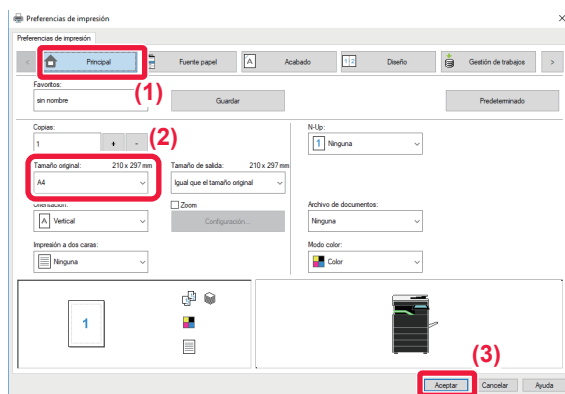 Preferencias de impresión
Preferencias de impresión
Principal
Fuente papel
A
Acabado
1 2
Diseño
Gestión de trabajos
(1)
Favoritos:
sin nombre
Guardar
Predeterminado
Copias:
1
+
-
(2)
N-Up:
1
Ninguna
Tamaño original:
210 x 297 mm
A4
Tamaño de salida:
210 x 297 mm
Igual que el tamaño original
Orientación:
A
Vertical
Zoom
Configuración...
Archivo de documentos:
Ninguna
Impresión a dos caras:
Ninguna
Modo color:
Color
1
(3)
Aceptar
Cancelar
Ayuda